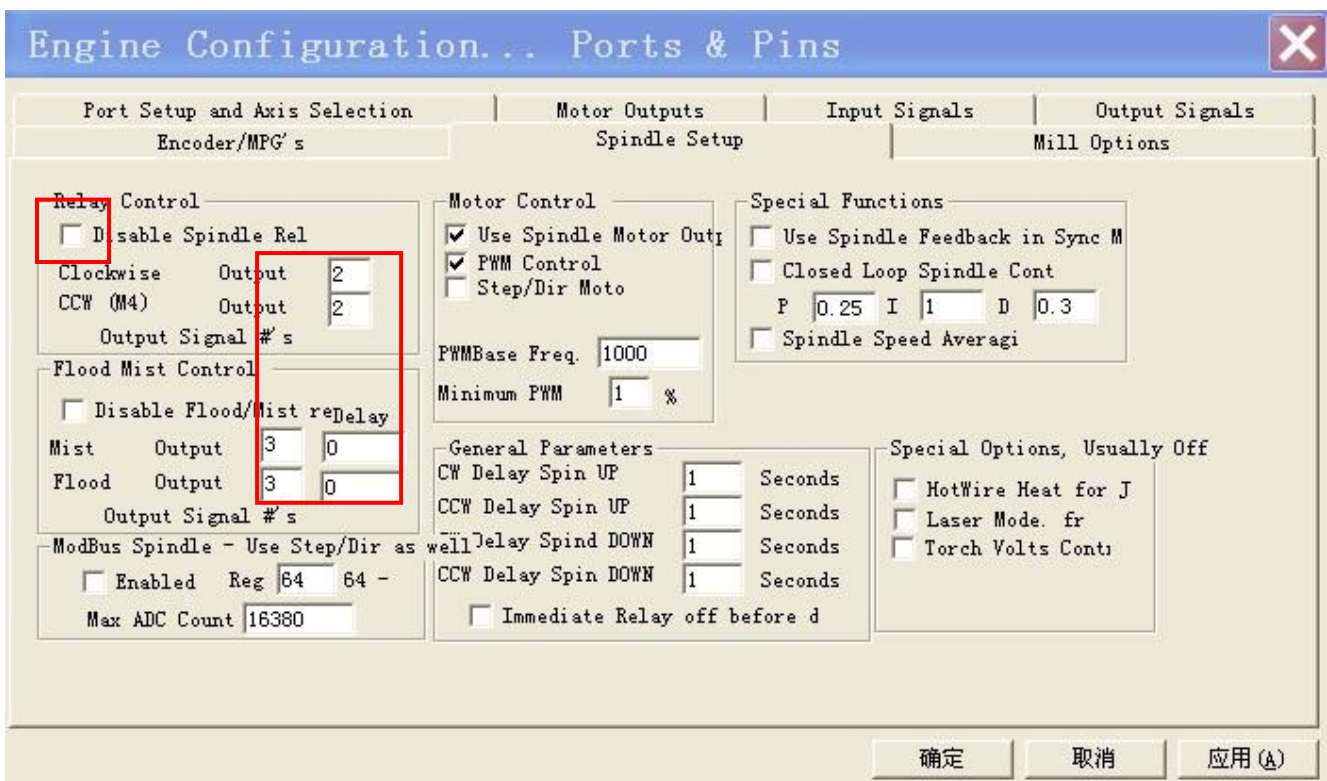 Engine Configuration... Ports & Pins
Port Setup and Axis Selection
Motor Outputs
Input Signals
Output Signals
Encoder/MPG's
Spindle Setup
Mill Options
Relay Control
Disable Spindle Rel
Clockwise Output 2
CCW (M4) Output 2
Output Signal #'s
Flood Mist Control
Disable Flood/Mist re
Delay
Mist Output 3 0
Flood Output 3 0
Output Signal #'s
ModBus Spindle - Use Step/Dir as well
Enabled Reg 64 64 -
Max ADC Count 16380
Motor Control
Use Spindle Motor Outp
PWM Control
Step/Dir Moto
PWMBase Freq. 1000
Minimum PWM 1 %
General Parameters
CW Delay Spin UP 1 Seconds
CCW Delay Spin UP 1 Seconds
Delay Spind DOWN 1 Seconds
CCW Delay Spin DOWN 1 Seconds
Immediate Relay off before d
Special Functions
Use Spindle Feedback in Sync M
Closed Loop Spindle Cont
P 0.25 I 1 D 0.3
Spindle Speed Averagi
Special Options, Usually Off
HotWire Heat for J
Laser Mode. fr
Torch Volts Cont
确定
取消
应用(A)